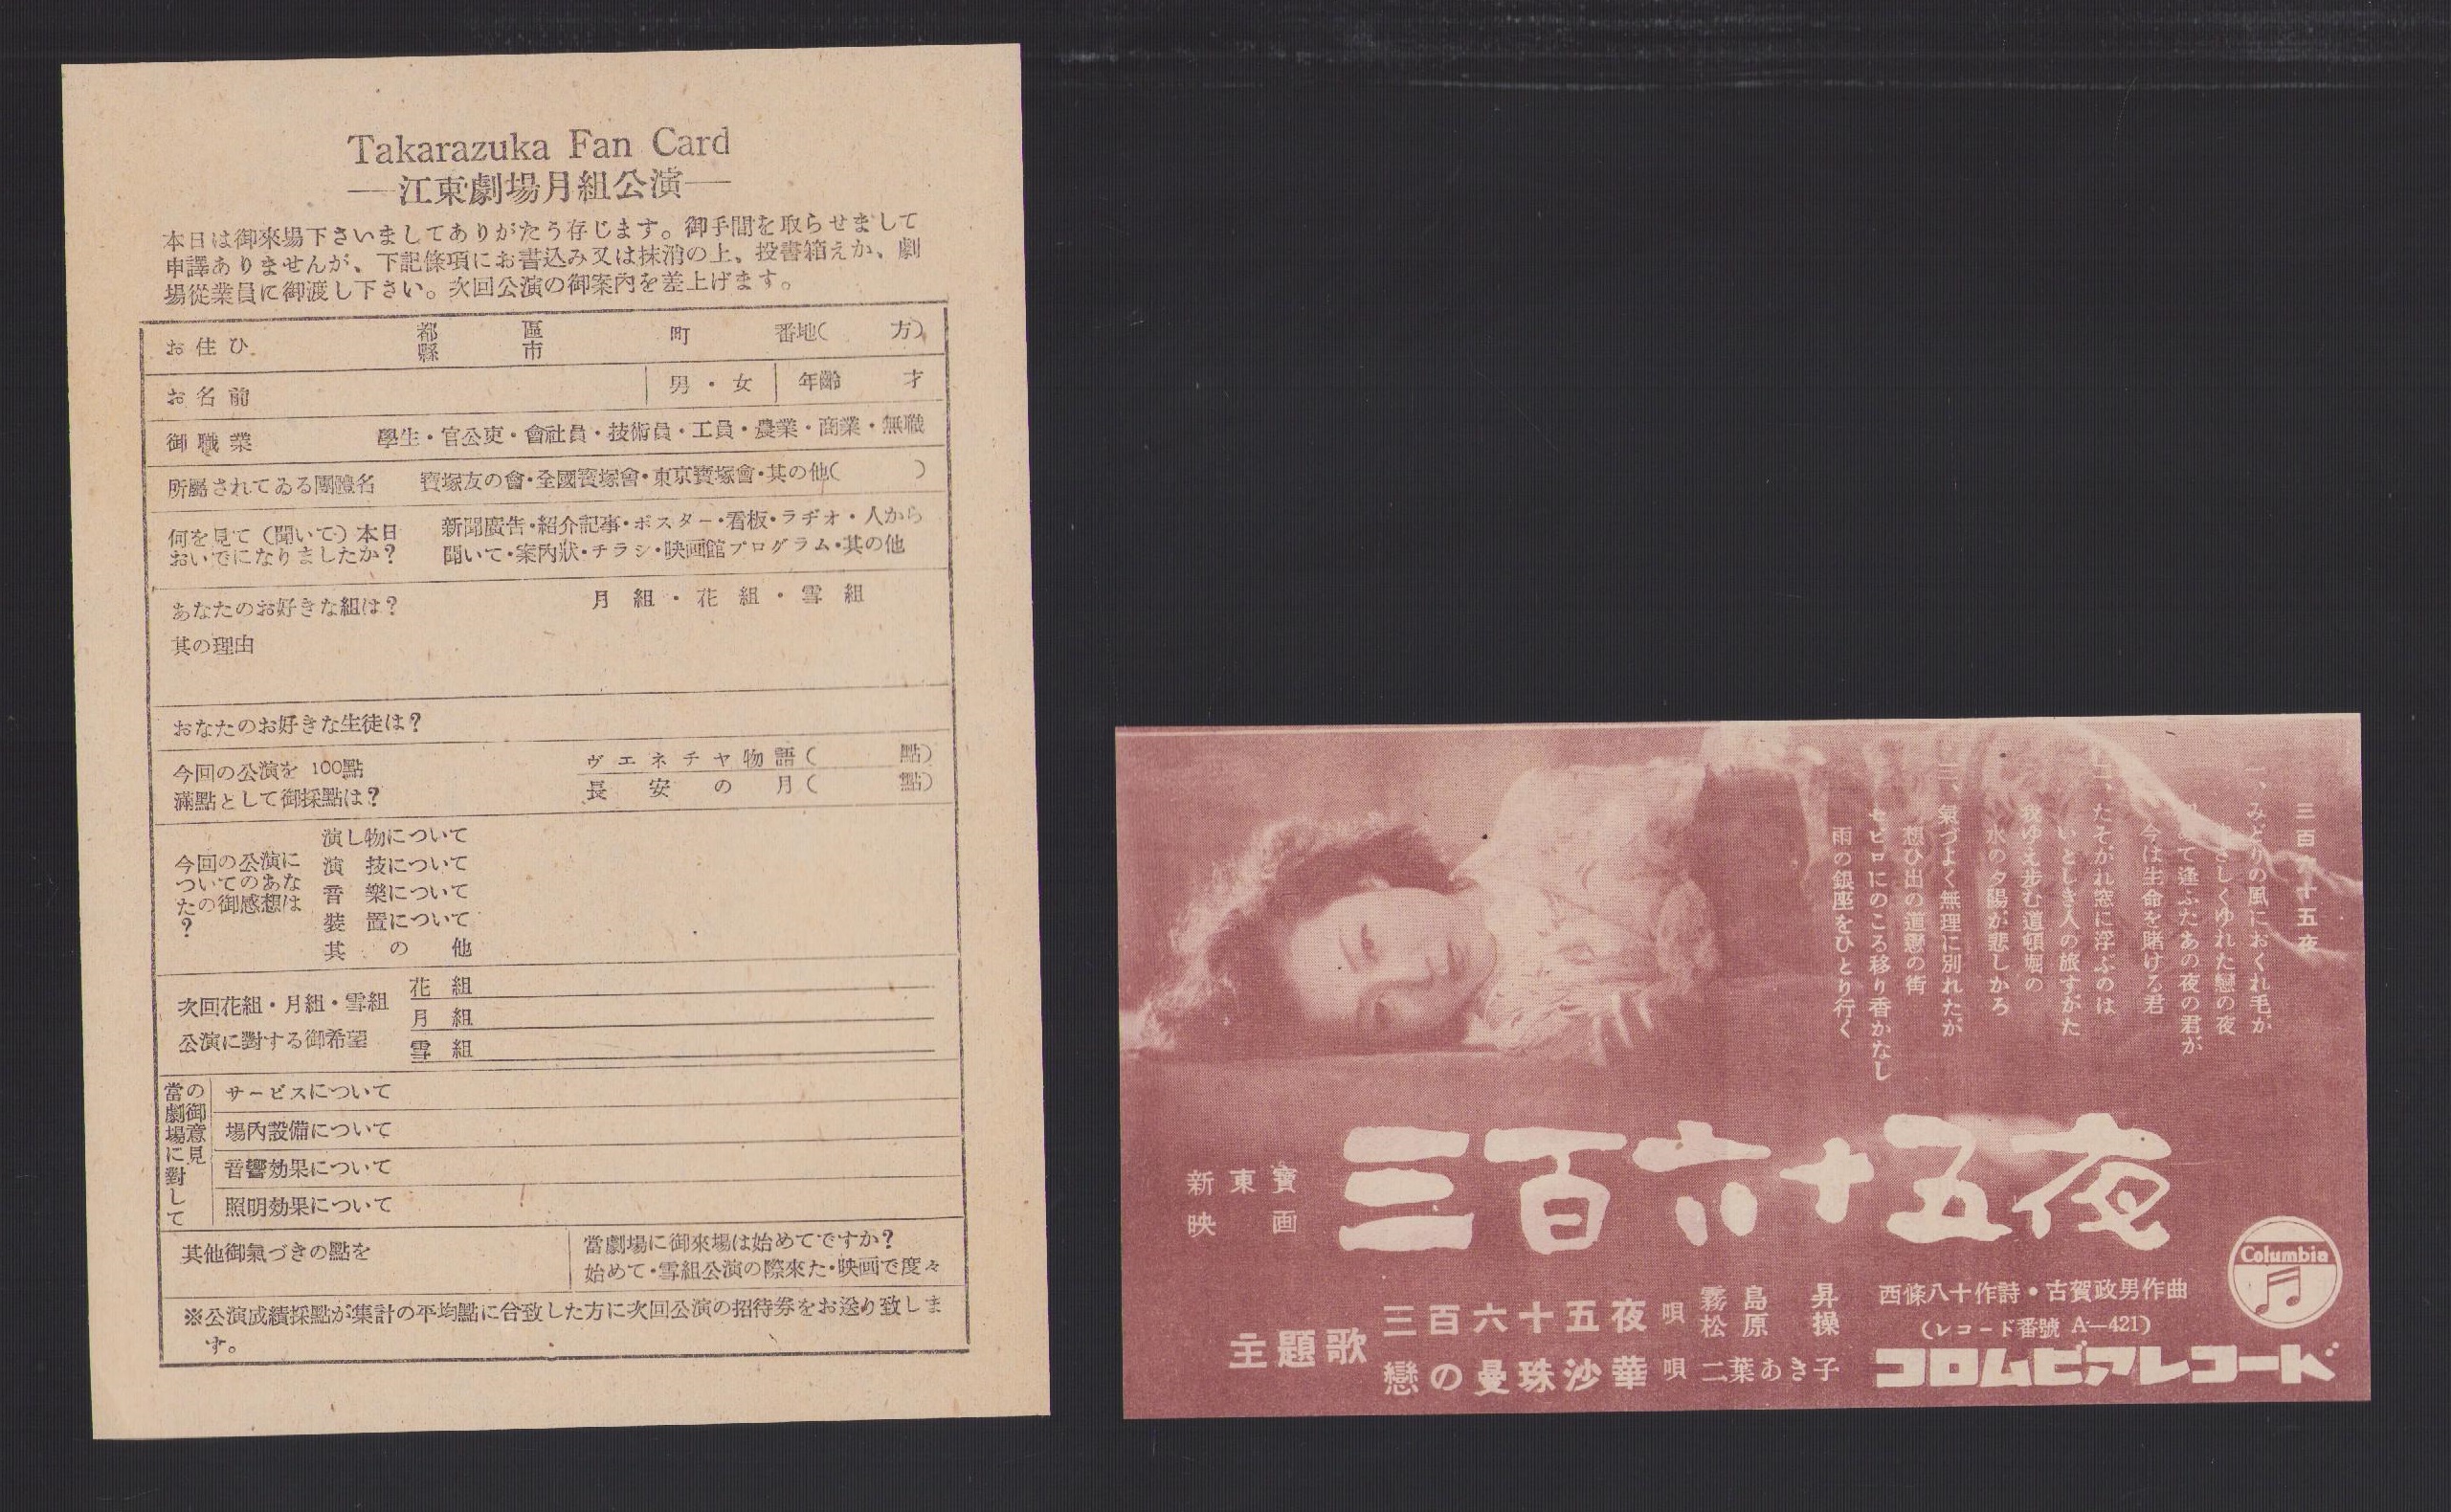 Takarazuka Fan Card
―江東劇場月組公演―
本日は御來場下さいましてありがたう存じます。御手間を取らせまして
申譯ありませんが、下記條項にお書込み又は抹消の上、投書箱えか、劇
場從業員に御渡し下さい。次回公演の御案內を差上げます。
お住ひ 都縣 區市 町 番地( 方)
お名前 男・女 年齡 才
御職業 學生・官公吏・會社員・技術員・工員・農業・商業・無職
所屬されてゐる團體名 寶塚友の會・全國寶塚會・東京寶塚會・其の他( )
何を見て(聞いて)本日
おいでになりましたか?
新聞廣告・紹介記事・ポスター・看板・ラヂオ・人から
聞いて・案內狀・チラシ・映画館プログラム・其の他
あなたのお好きな組は? 月組・花組・雪組
其の理由
おなたのお好きな生徒は?
今回の公演を 100點
滿點として御採點は?
ヴエネチヤ物語( 點)
長安の月( 點)
今回の公演に
ついてのあな
たの御感想は
?
演し物について
演技について
音樂について
裝置について
其の他
次回花組・月組・雪組
公演に對する御希望
花組
月組
雪組
當劇場に對して
の御意見
サービスについて
場內設備について
音響効果について
照明効果について
其他御氣づきの點を
當劇場に御來場は始めてですか?
始めて・雪組公演の際來た・映画で度々
※公演成績採點が集計の平均點に合致した方に次回公演の招待券をお送り致しま
す。
三百六十五夜
一、みどりの風におくれ毛が
さしくゆれた戀の夜
て逢ふたあの夜の君が
今は生命を賭ける君
二、たそがれ窓に浮ぶのは
いとしき人の旅すがた
我ゆえ歩む道頓堀の
水の夕陽が悲しかろ
三、氣づよく無理に別れたが
想ひ出の道戀の街
セビロにのこる移り香かなし
雨の銀座をひとり行く
新東寶
映画
三百六十五夜
主題歌
三百六十五夜 唄 霧島昇
松原操
戀の曼珠沙華 唄 二葉あき子
西條八十作詩・古賀政男作曲
(レコード番號 A―421)
コロムビアレコード
Columbia